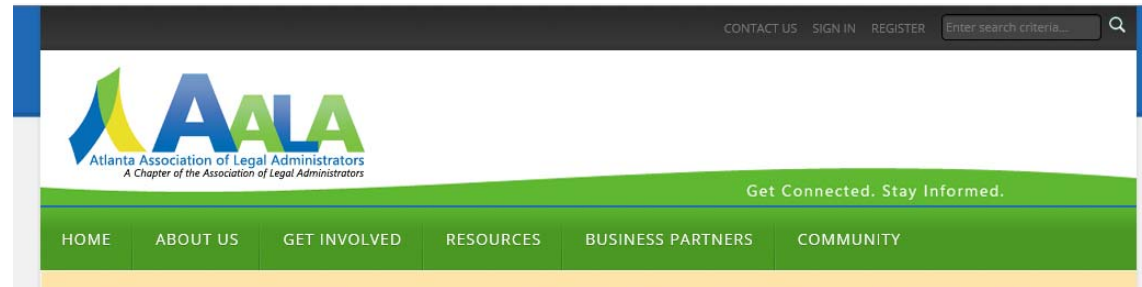 CONTACT US SIGN IN REGISTER Enter search criteria...
AALA
Atlanta Association of Legal Administrators
A Chapter of the Association of Legal Administrators
Get Connected. Stay Informed.
HOME ABOUT US GET INVOLVED RESOURCES BUSINESS PARTNERS COMMUNITY